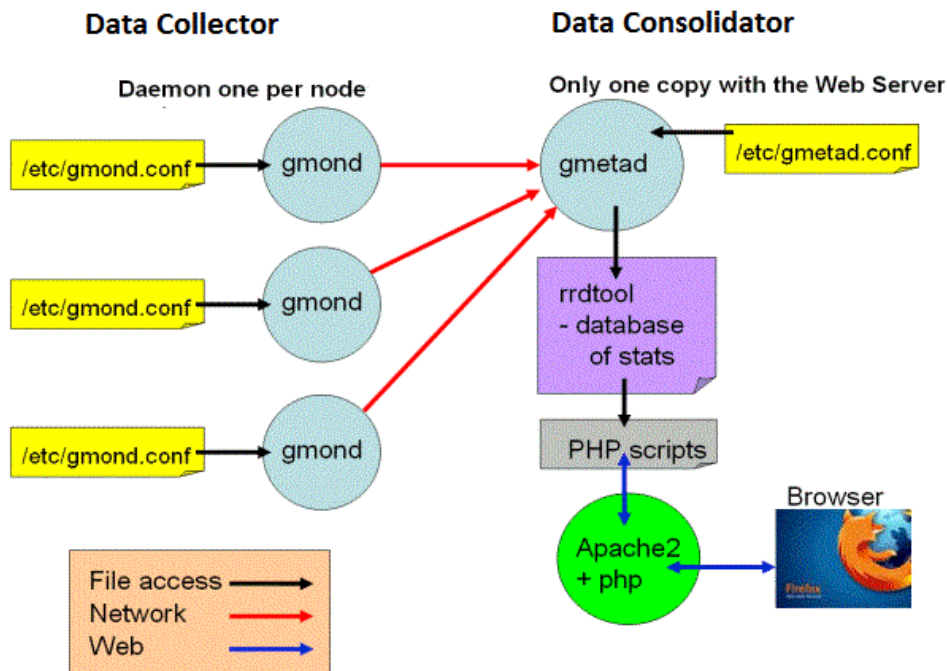 Data Collector
Data Consolidator
Daemon one per node
Only one copy with the Web Server
/etc/gmond.conf
gmond
gmetad
/etc/gmetad.conf
/etc/gmond.conf
gmond
rrdtool
- database
of stats
/etc/gmond.conf
gmond
PHP scripts
Browser
Apache2
+ php
Firefox
File access
Network
Web